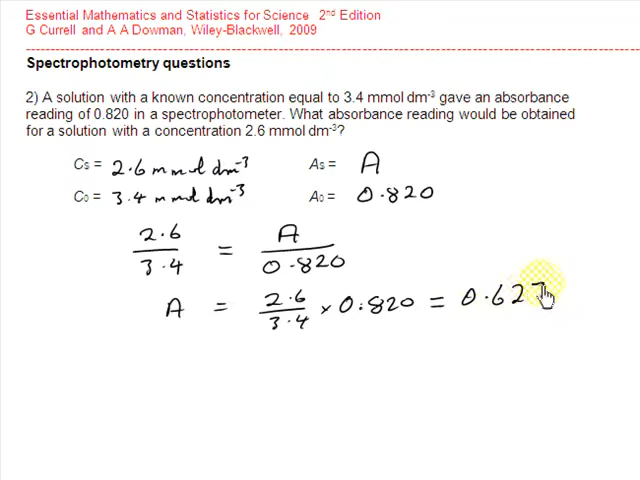 Essential Mathematics and Statistics for Science 2nd Edition
G Currell and A A Dowman, Wiley-Blackwell, 2009
Spectrophotometry questions
2) A solution with a known concentration equal to 3.4 mmol dm⁻³ gave an absorbance
reading of 0.820 in a spectrophotometer. What absorbance reading would be obtained
for a solution with a concentration 2.6 mmol dm⁻³?
Cs = 2.6 mmol dm⁻³ As = A
C0 = 3.4 mmol dm⁻³ A0 = 0.820
2.6/3.4 = A/0.820
A = 2.6/3.4 × 0.820 = 0.627